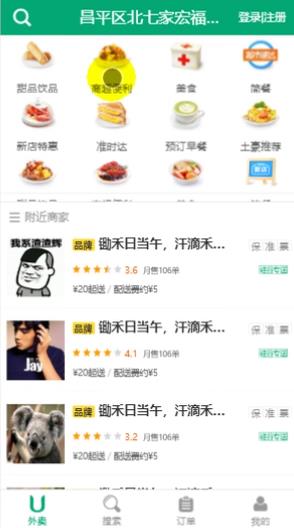 昌平区北七家宏福... 登录|注册
甜品饮品 商超便利 美食 简餐
新店特惠 准时达 预订早餐 土豪推荐
附近商家
我系渣渣辉
品牌 锄禾日当午，汗滴禾... 保 准 票
3.6 月售106单 硅谷专送
¥20起送 / 配送费约¥5
品牌 锄禾日当午，汗滴禾... 保 准 票
4.1 月售106单 硅谷专送
¥20起送 / 配送费约¥5
Jay
品牌 锄禾日当午，汗滴禾... 保 准 票
3.2 月售106单 硅谷专送
¥20起送 / 配送费约¥5
外卖 搜索 订单 我的